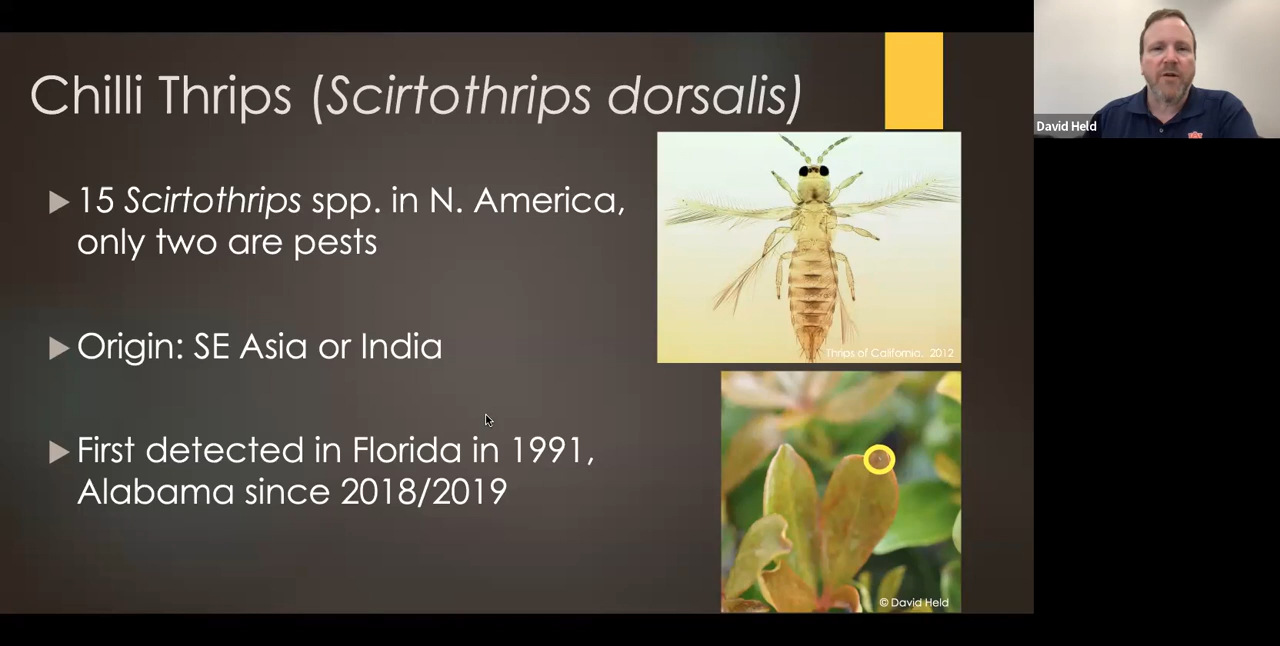 Chilli Thrips (Scirtothrips dorsalis)
David Held
15 Scirtothrips spp. in N. America,
only two are pests
Origin: SE Asia or India
Thrips of California. 2012
First detected in Florida in 1991,
Alabama since 2018/2019
© David Held